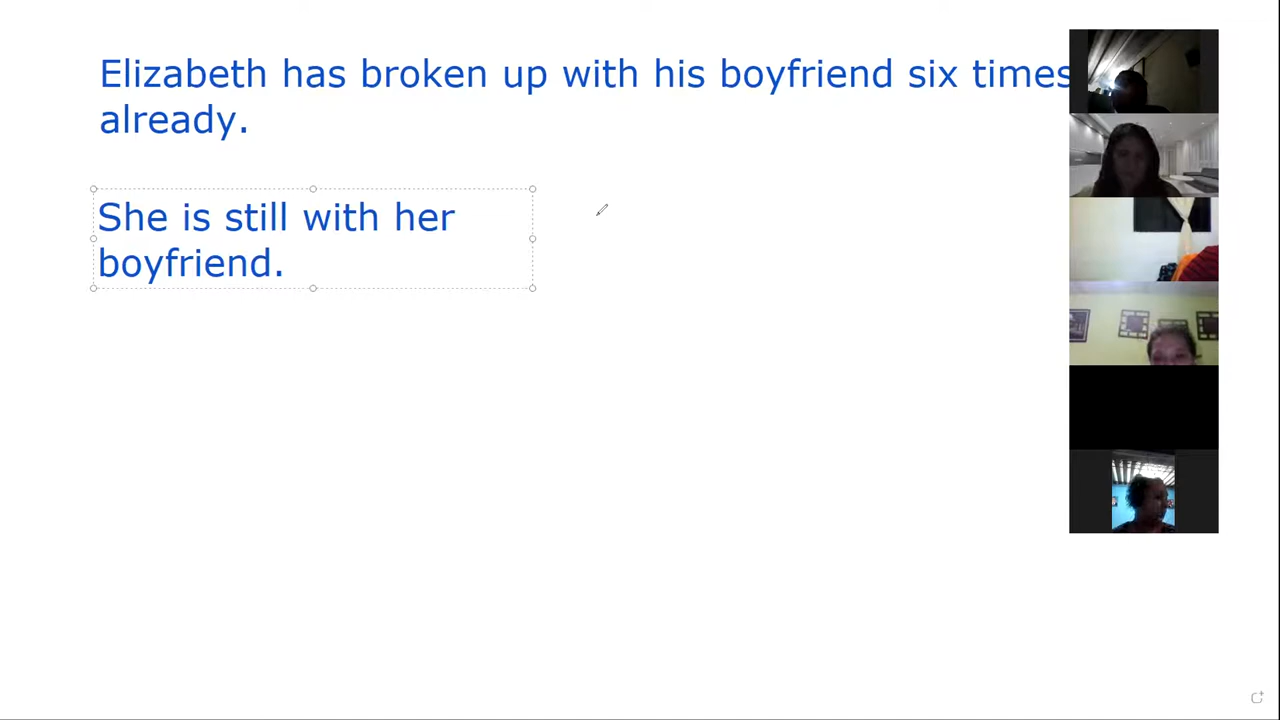 Elizabeth has broken up with his boyfriend six times
already.
She is still with her
boyfriend.